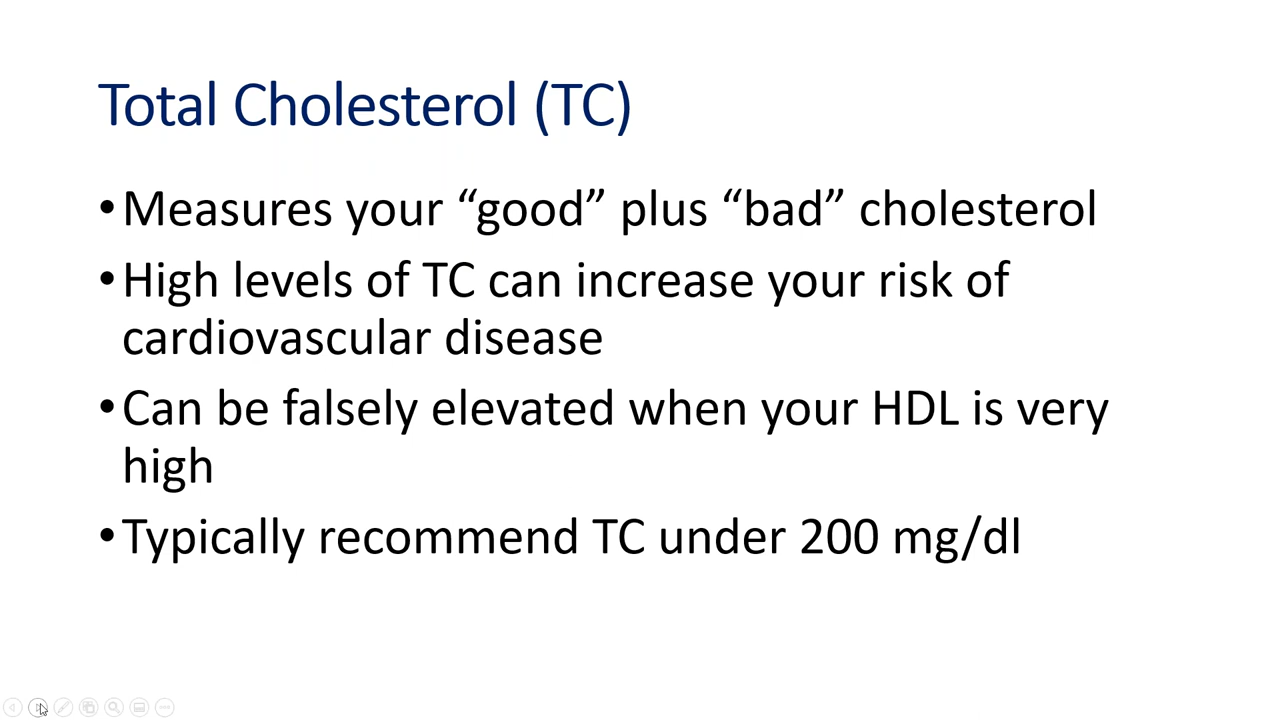 Total Cholesterol (TC)
•Measures your “good” plus “bad” cholesterol
•High levels of TC can increase your risk of
cardiovascular disease
•Can be falsely elevated when your HDL is very
high
•Typically recommend TC under 200 mg/dl